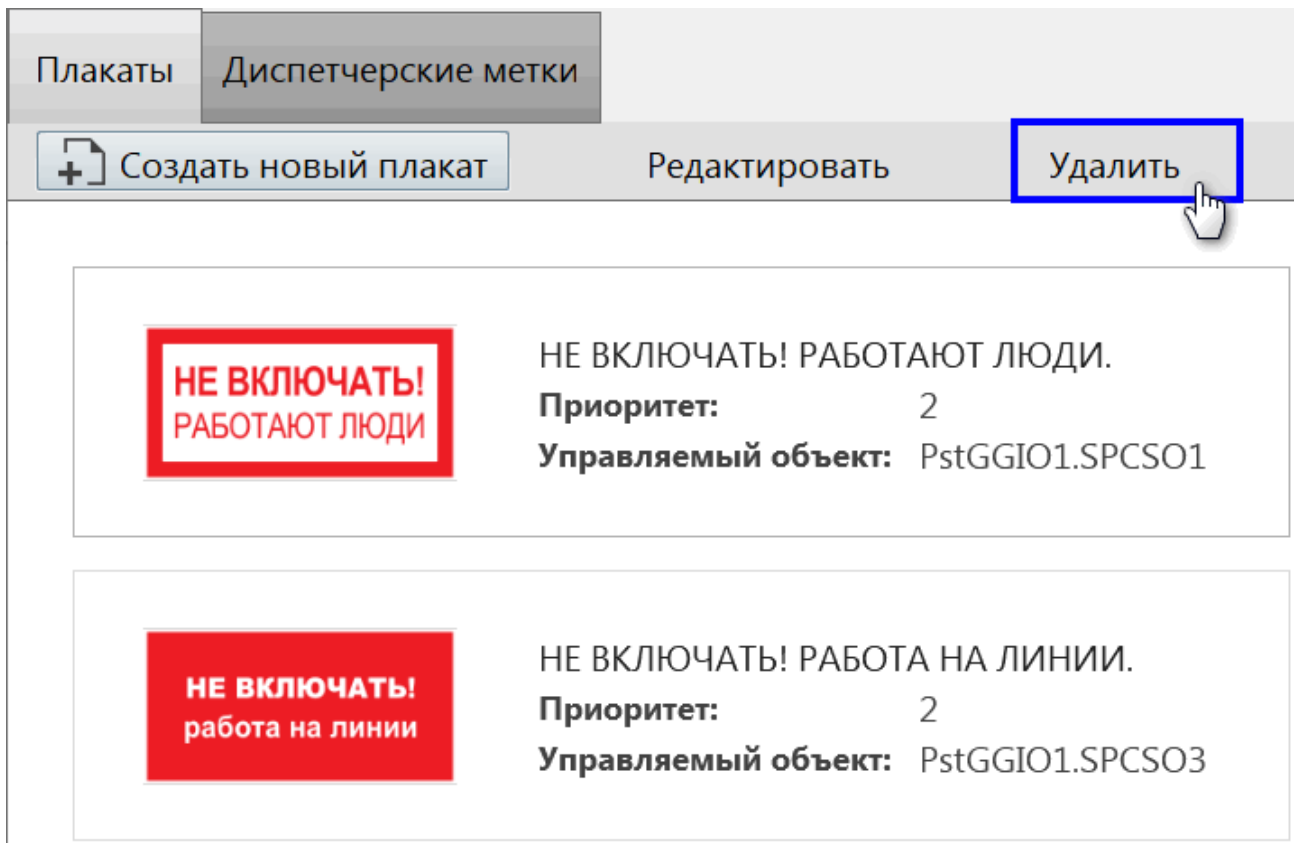 Плакаты Диспетчерские метки
Создать новый плакат Редактировать Удалить
НЕ ВКЛЮЧАТЬ!
РАБОТАЮТ ЛЮДИ
НЕ ВКЛЮЧАТЬ! РАБОТАЮТ ЛЮДИ.
Приоритет: 2
Управляемый объект: PstGGIO1.SPCSO1
НЕ ВКЛЮЧАТЬ!
работа на линии
НЕ ВКЛЮЧАТЬ! РАБОТА НА ЛИНИИ.
Приоритет: 2
Управляемый объект: PstGGIO1.SPCSO3